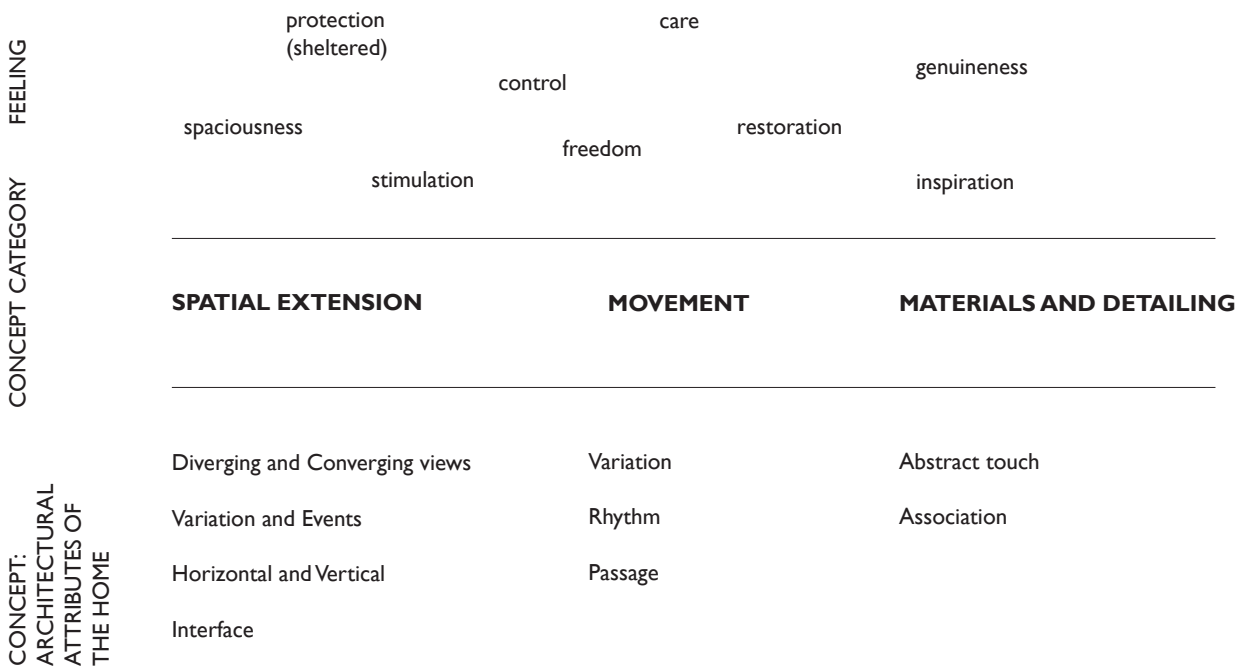 FEELING
protection
(sheltered)
care
control
genuineness
spaciousness
restoration
freedom
stimulation
inspiration
CONCEPT CATEGORY
SPATIAL EXTENSION
MOVEMENT
MATERIALS AND DETAILING
CONCEPT:
ARCHITECTURAL
ATTRIBUTES OF
THE HOME
Diverging and Converging views
Variation
Abstract touch
Variation and Events
Rhythm
Association
Horizontal and Vertical
Passage
Interface